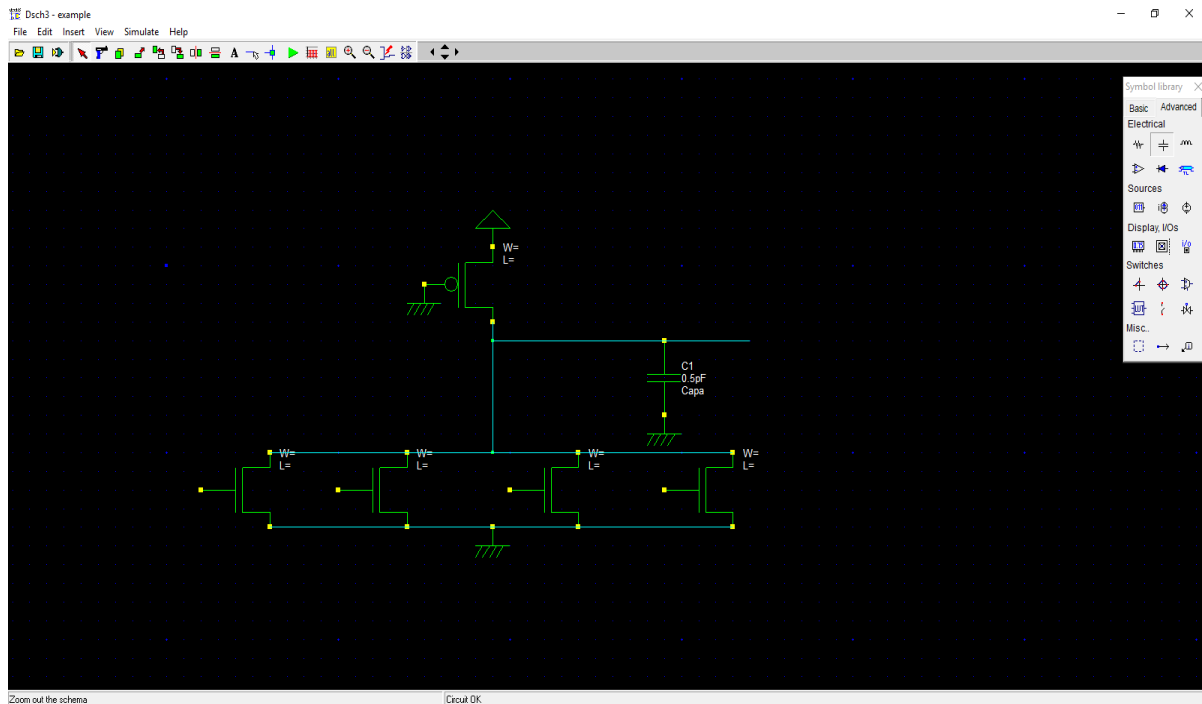 Dsch3 - example
File Edit Insert View Simulate Help
A
Symbol library
Basic Advanced
Electrical
Sources
Display, I/Os
Switches
Misc..
W=
L=
C1
0.5pF
Capa
W=
L=
W=
L=
W=
L=
W=
L=
Zoom out the schema
Circuit OK